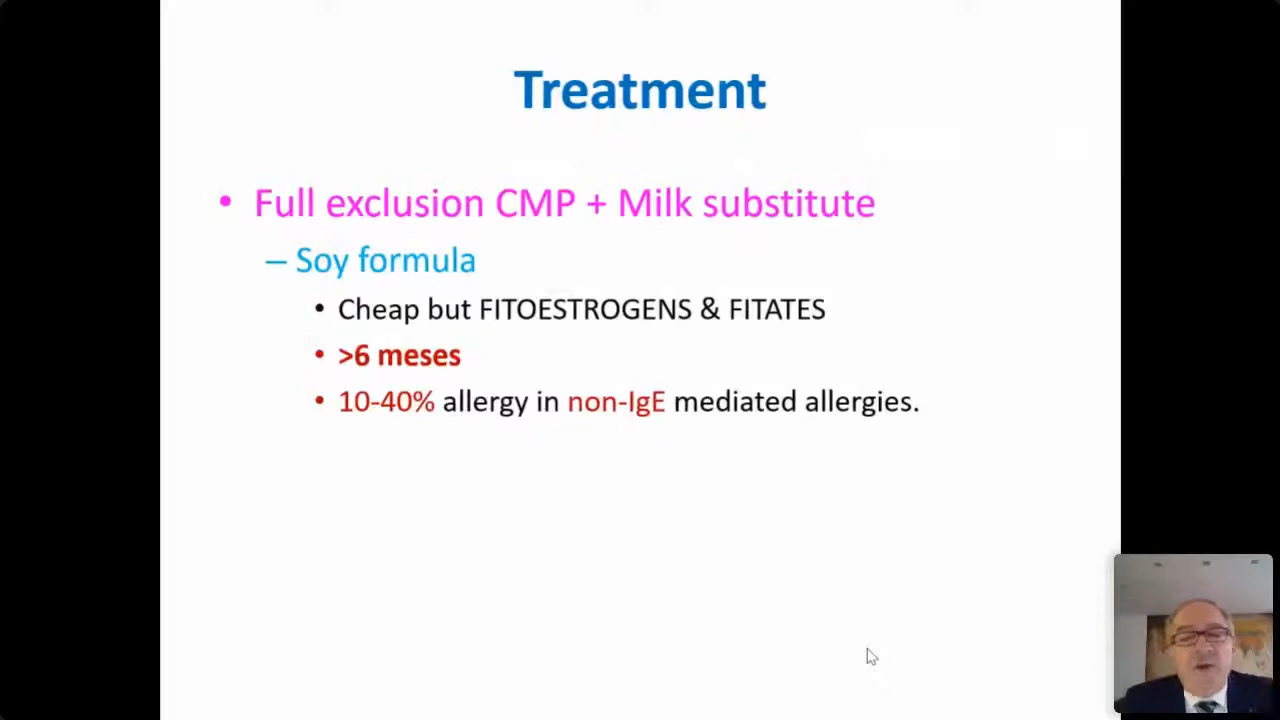 Treatment
• Full exclusion CMP + Milk substitute
– Soy formula
• Cheap but FITOESTROGENS & FITATES
• >6 meses
• 10-40% allergy in non-IgE mediated allergies.